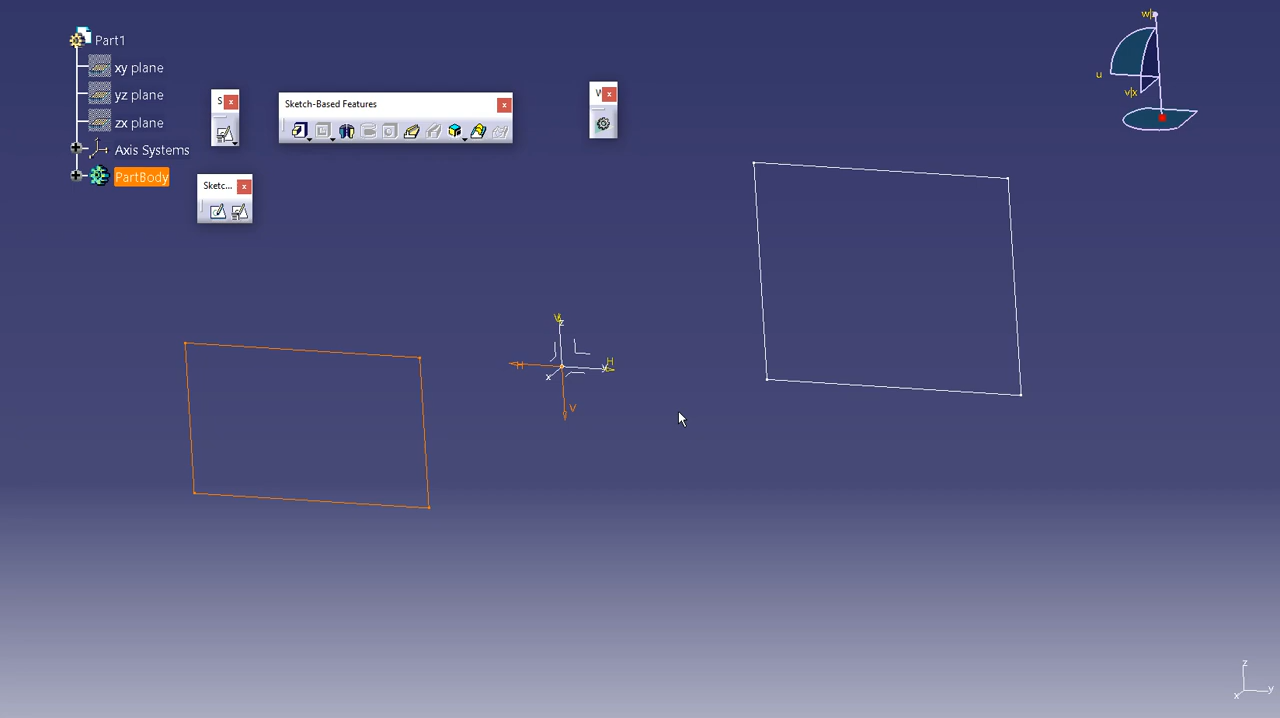 Part1
xy plane
yz plane
zx plane
Axis Systems
PartBody
S
Sketch-Based Features
Sketc...
w
u
v|x
V
z
H
H
y
x
V
z
x
y